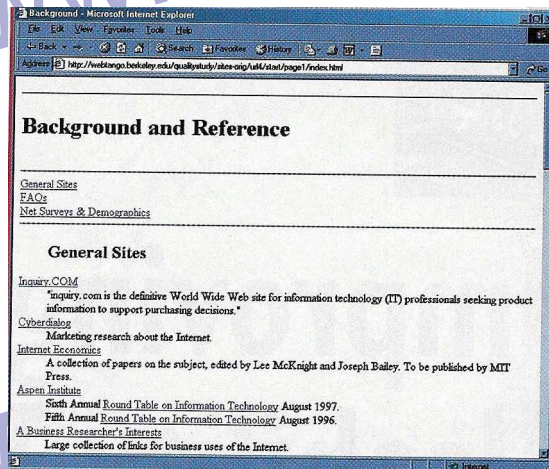 Background - Microsoft Internet Explorer
File Edit View Favorites Tools Help
Back Search Favorites History
Address http://webtango.berkeley.edu/qualitystudy/sites-orig/url4/start/page1/index.html Go
Background and Reference
General Sites
FAQs
Net Surveys & Demographics
General Sites
Inquiry.COM
"inquiry.com is the definitive World Wide Web site for information technology (IT) professionals seeking product
information to support purchasing decisions."
Cyberdialog
Marketing research about the Internet.
Internet Economics
A collection of papers on the subject, edited by Lee McKnight and Joseph Bailey. To be published by MIT
Press.
Aspen Institute
Sixth Annual Round Table on Information Technology August 1997.
Fifth Annual Round Table on Information Technology August 1996.
A Business Researcher's Interests
Large collection of links for business uses of the Internet.
Internet